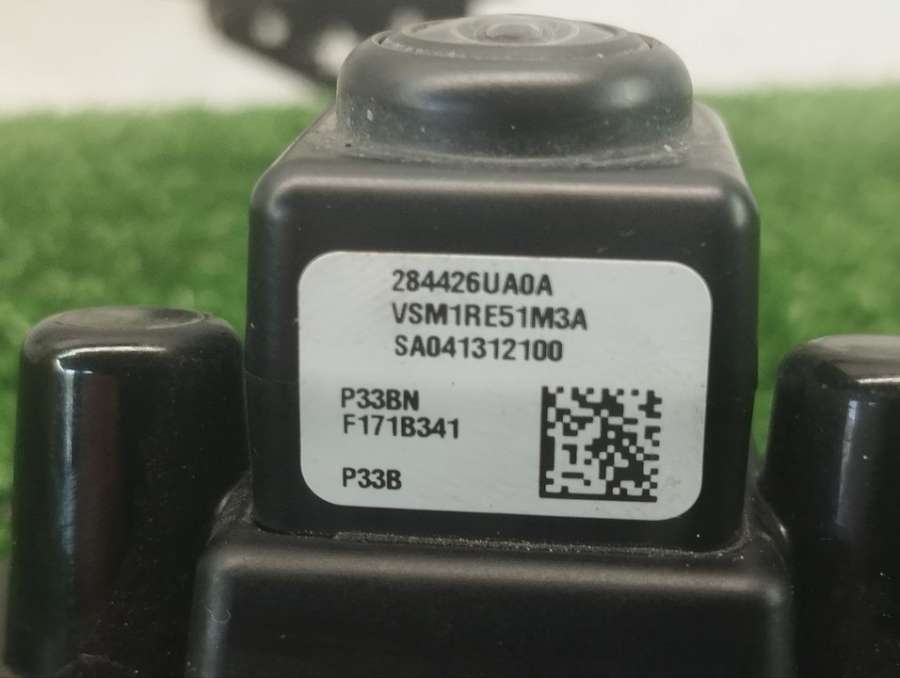 284426UA0A
VSM1RE51M3A
SA041312100
P33BN
F171B341
P33B